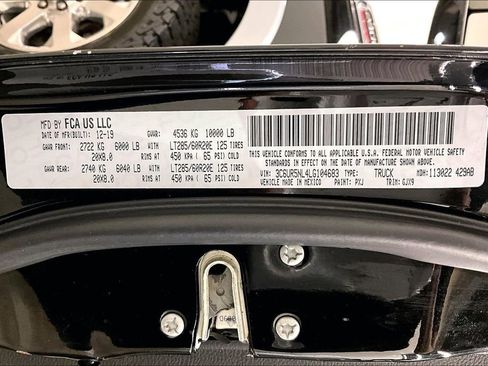 MFD BY FCA US LLC
DATE OF MFR(BUILT): 12-19 GVWR: 4536 KG 10000 LB
GAWR FRONT: 2722 KG 6000 LB WITH LT285/60R20E 125 TIRES
20X8.0 RIMS AT 450 KPA ( 65 PSI) COLD
GAWR REAR: 2740 KG 6040 LB WITH LT285/60R20E 125 TIRES
20X8.0 RIMS AT 450 KPA ( 65 PSI) COLD
THIS VEHICLE CONFORMS TO ALL APPLICABLE U.S.A. FEDERAL MOTOR VEHICLE SAFETY
STANDARDS IN EFFECT ON THE DATE OF MANUFACTURE SHOWN ABOVE.
VIN: 3C6UR5NL4LG104683 TYPE: TRUCK MDH: 113022 429AB
VEHICLE MADE IN MEXICO PAINT: PXJ TRIM: GJX9